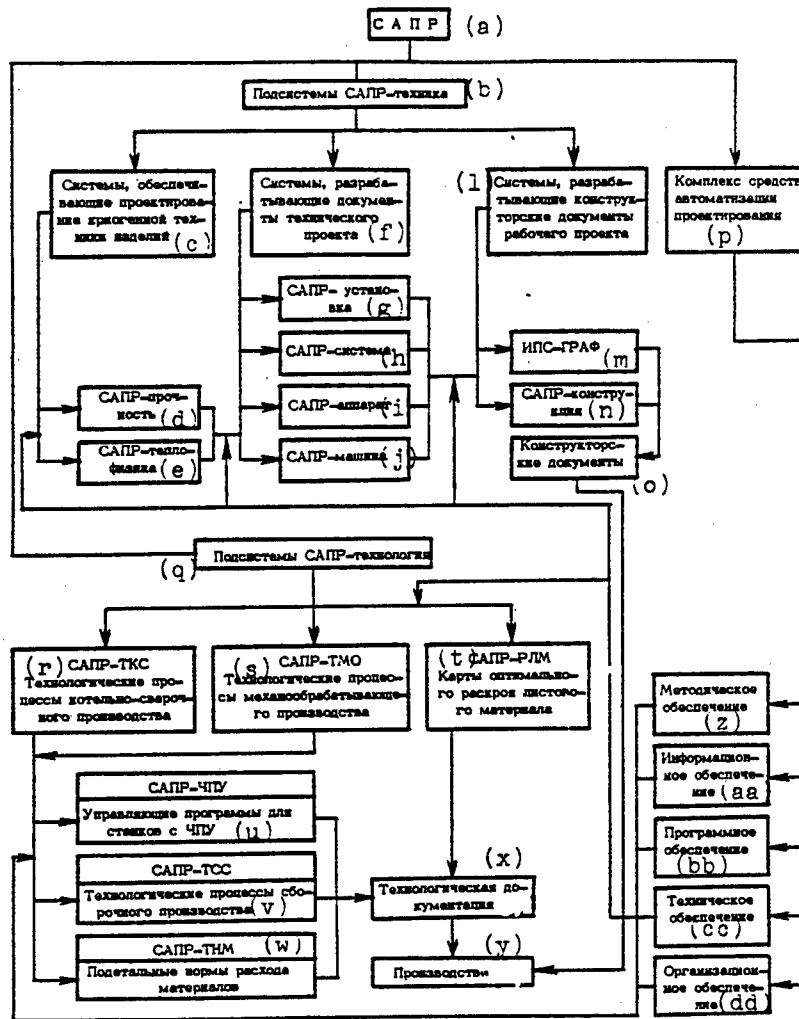 САПР (a)
Подсистемы САПР-техника (b)
Системы, обеспечи-
вающие проектирова-
ние криогенной тех-
ники изделий (c)
Системы, разраба-
тывающие докумен-
ты технического
проекта (f)
(l) Системы, разрабаты-
вающие конструк-
торские документы
рабочего проекта
Комплекс средств
автоматизации
проектирования
(p)
САПР- установ-
ка (g)
САПР-система (h
САПР-аппарат (i
САПР-машина (j)
ИПС-ГРАФ (m)
САПР-констру-
кция (n)
Конструкторс-
кие документы
(o)
САПР-проч-
ность (d)
САПР-тепло-
физика (e)
(q) Подсистемы САПР-технология
(r) САПР-ТКС
Технологические про-
цессы котельно-свароч-
ного производства
(s) САПР-ТМО
Технологические процес-
сы механообрабатывающе-
го производства
(t) САПР-РЛМ
Карты оптимально-
го раскроя листово-
го материала
САПР-ЧПУ
Управляющие программы для
станков с ЧПУ (u)
САПР-ТСС
Технологические процессы сбо-
рочного производства (v)
САПР-ТНМ (w)
Подетальные нормы расхода
материалов
(x)
Технологическая до-
кументация
(y)
Производство
Методическое
обеспечение
(z)
Информацион-
ное обеспече-
ние (aa)
Программное
обеспечение
(bb)
Техническое
обеспечение
(cc)
Организацион-
ное обеспече-
ние (dd)